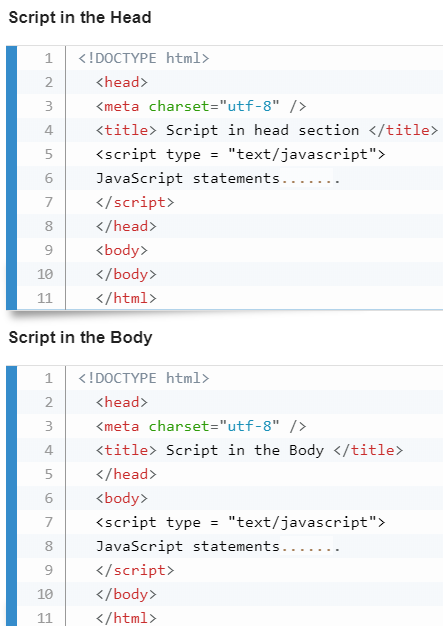 Script in the Head
1 <!DOCTYPE html>
2 <head>
3 <meta charset="utf-8" />
4 <title> Script in head section </title>
5 <script type = "text/javascript">
6 JavaScript statements.......
7 </script>
8 </head>
9 <body>
10 </body>
11 </html>
Script in the Body
1 <!DOCTYPE html>
2 <head>
3 <meta charset="utf-8" />
4 <title> Script in the Body </title>
5 </head>
6 <body>
7 <script type = "text/javascript">
8 JavaScript statements.......
9 </script>
10 </body>
11 </html>